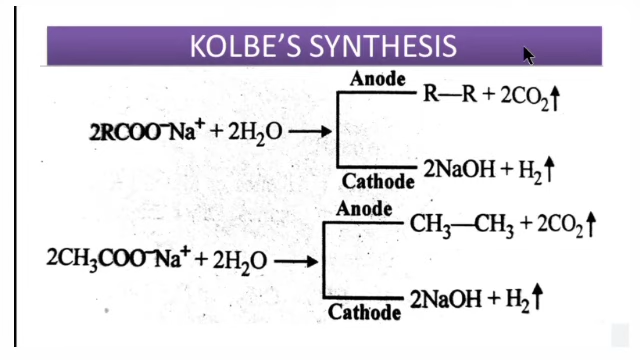 KOLBE'S SYNTHESIS
Anode
R—R + 2CO₂↑
2RCOO⁻Na⁺ + 2H₂O →
2NaOH + H₂↑
Cathode
Anode
CH₃—CH₃ + 2CO₂↑
2CH₃COO⁻Na⁺ + 2H₂O →
2NaOH + H₂↑
Cathode